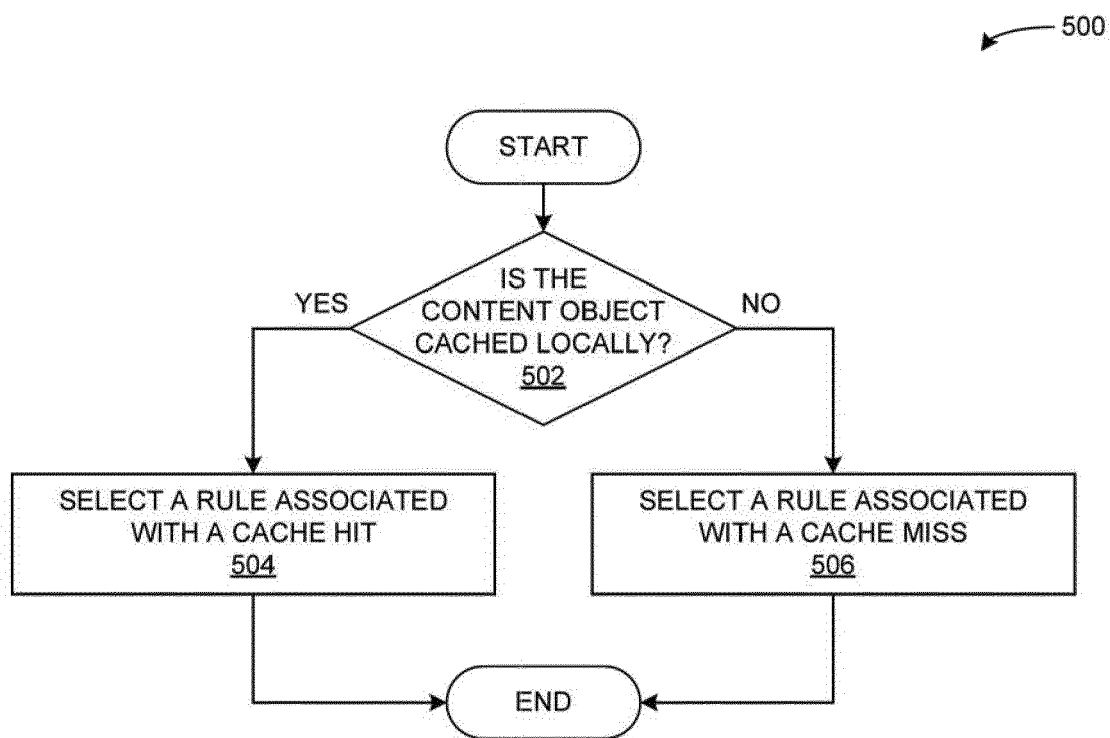 500
START
IS THE
CONTENT OBJECT
CACHED LOCALLY?
502
YES
NO
SELECT A RULE ASSOCIATED
WITH A CACHE HIT
504
SELECT A RULE ASSOCIATED
WITH A CACHE MISS
506
END